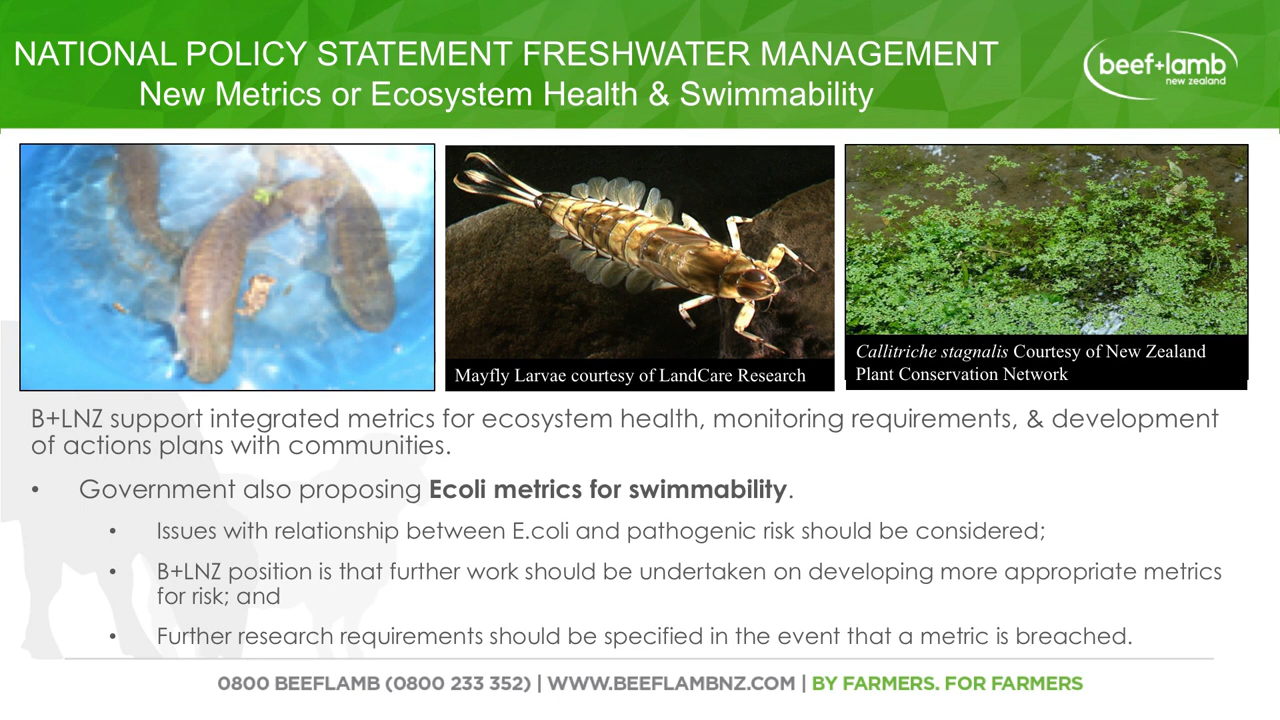 NATIONAL POLICY STATEMENT FRESHWATER MANAGEMENT
New Metrics or Ecosystem Health & Swimmability
beef+lamb
new zealand
Mayfly Larvae courtesy of LandCare Research
Callitriche stagnalis Courtesy of New Zealand
Plant Conservation Network
B+LNZ support integrated metrics for ecosystem health, monitoring requirements, & development
of actions plans with communities.
• Government also proposing Ecoli metrics for swimmability.
• Issues with relationship between E.coli and pathogenic risk should be considered;
• B+LNZ position is that further work should be undertaken on developing more appropriate metrics
for risk; and
• Further research requirements should be specified in the event that a metric is breached.
0800 BEEFLAMB (0800 233 352) | WWW.BEEFLAMBNZ.COM | BY FARMERS. FOR FARMERS